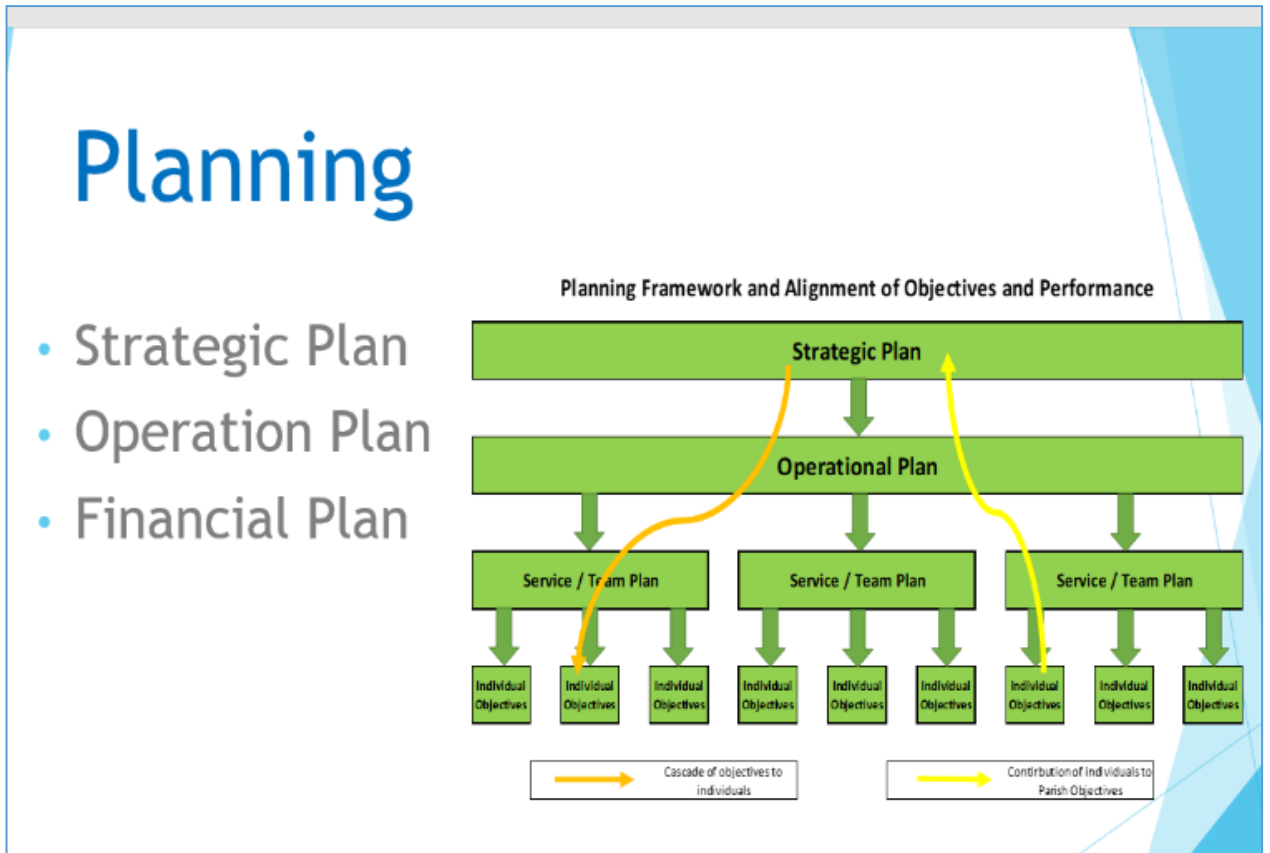 Planning
• Strategic Plan
• Operation Plan
• Financial Plan
Planning Framework and Alignment of Objectives and Performance
Strategic Plan
Operational Plan
Service / Team Plan
Service / Team Plan
Service / Team Plan
Individual
Objectives
Individual
Objectives
Individual
Objectives
Individual
Objectives
Individual
Objectives
Individual
Objectives
Individual
Objectives
Individual
Objectives
Individual
Objectives
Cascade of objectives to
individuals
Contirbution of individuals to
Parish Objectives